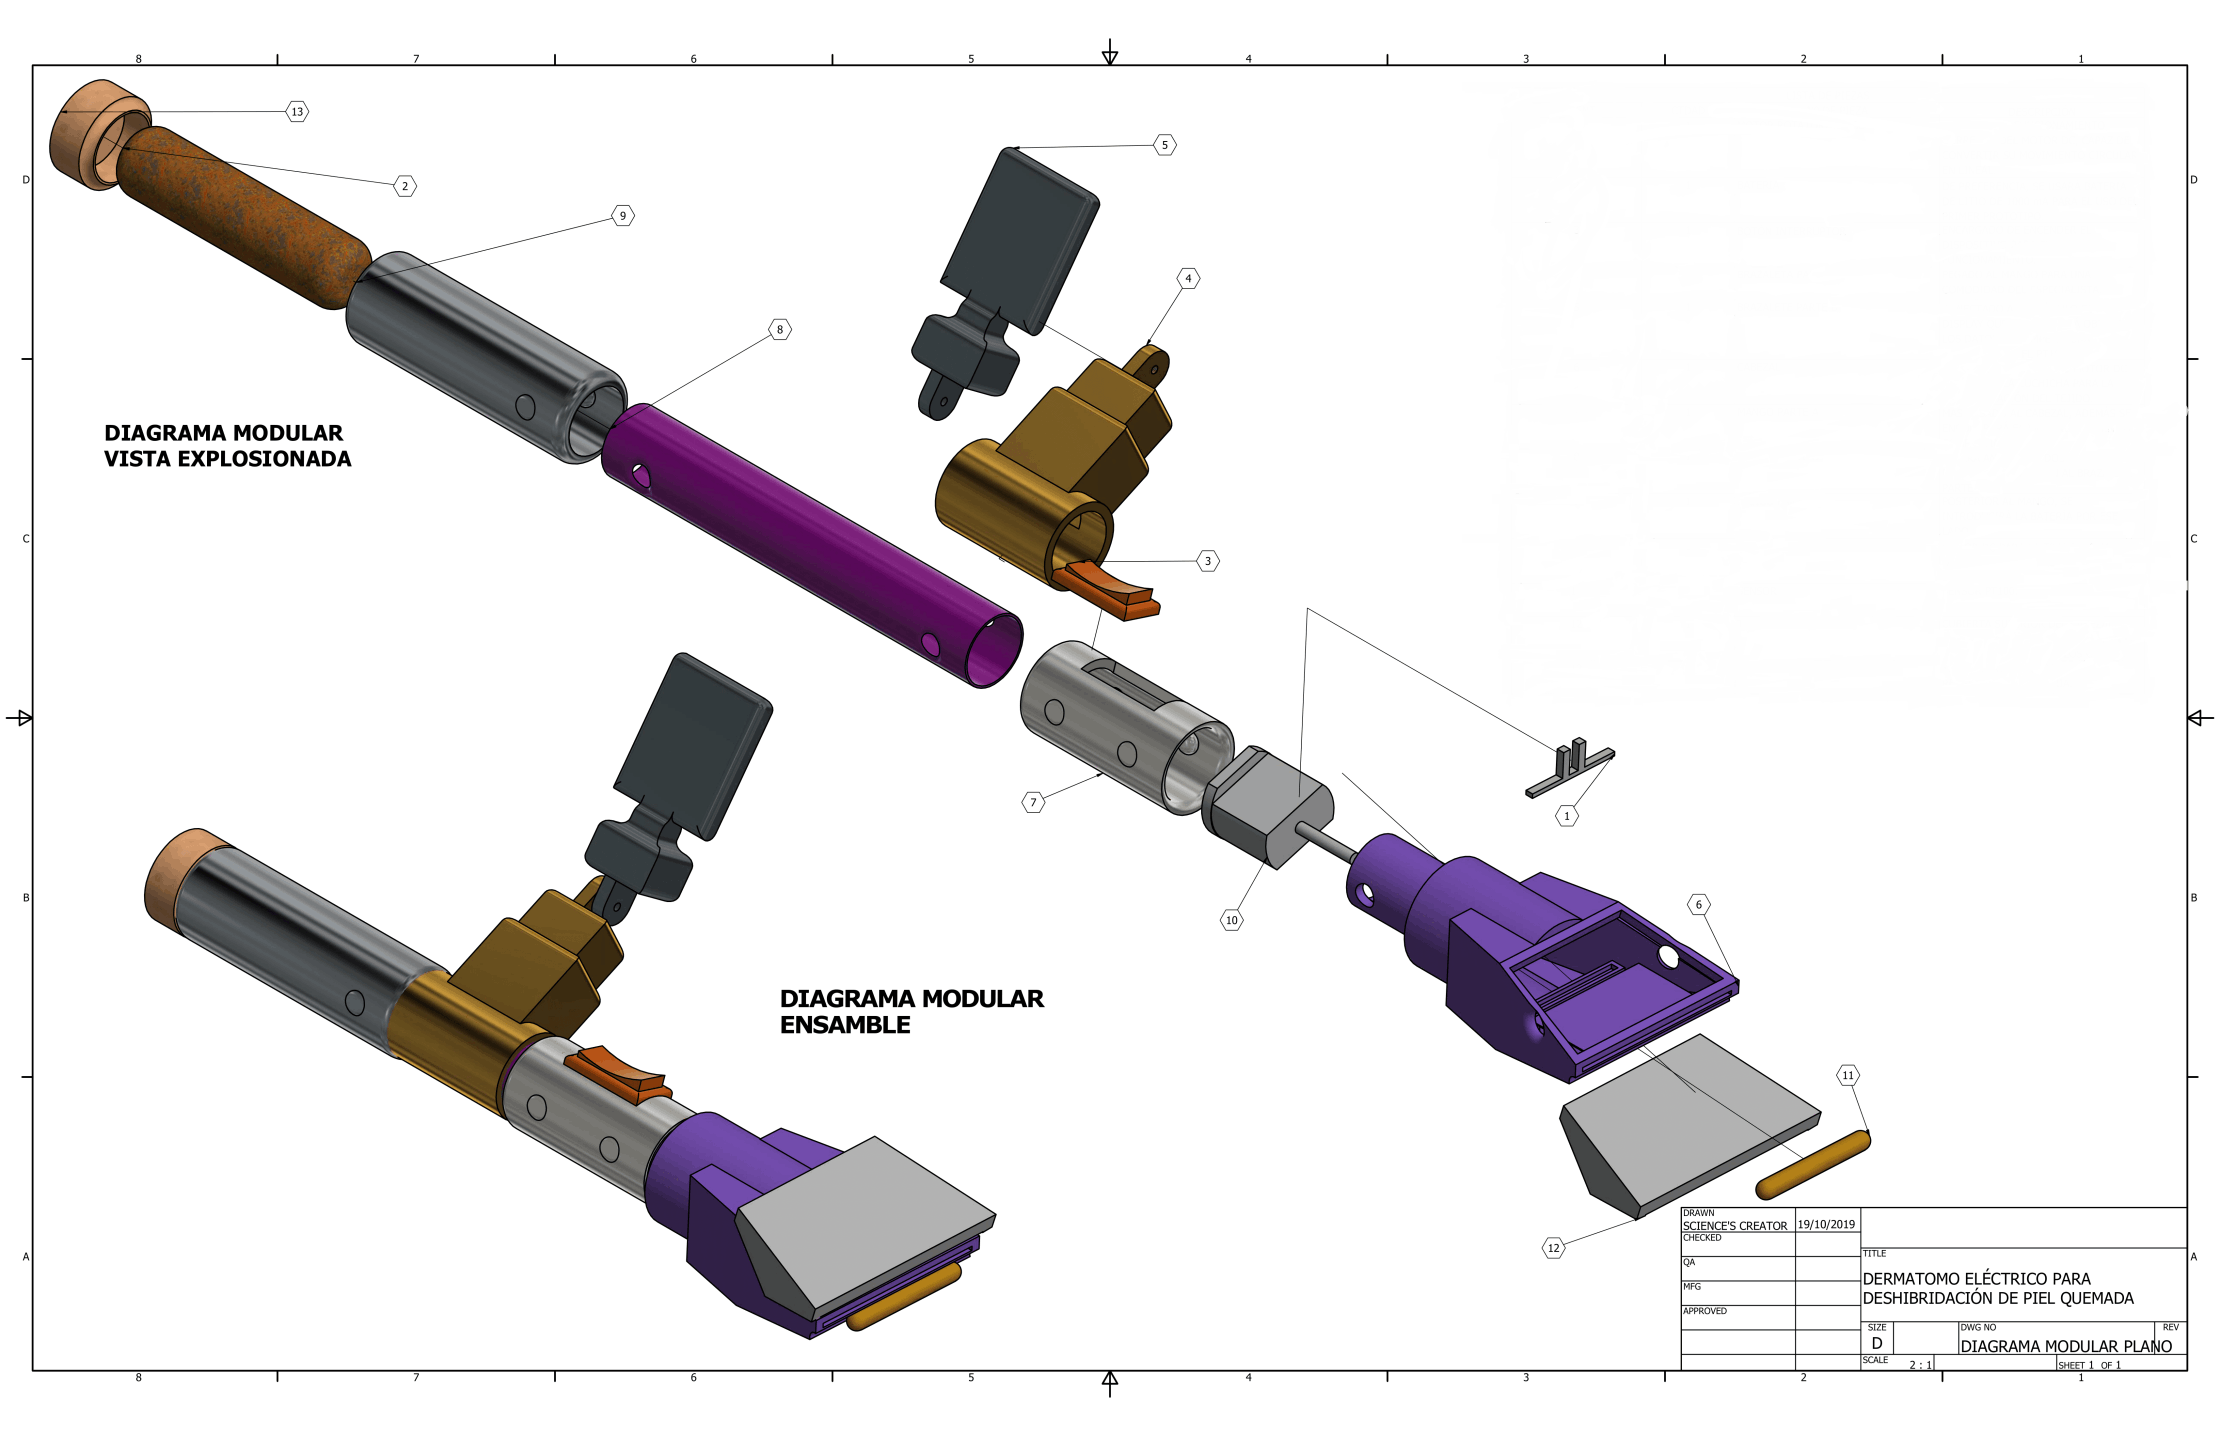 8 7 6 5 4 3 2 1
13
5
D D
2
9
4
8
DIAGRAMA MODULAR
VISTA EXPLOSIONADA
C C
3
7
1
10
B B
6
DIAGRAMA MODULAR
ENSAMBLE
11
12
A A
DRAWN
SCIENCE'S CREATOR 19/10/2019
CHECKED
QA
MFG
APPROVED
TITLE
DERMATOMO ELÉCTRICO PARA
DESHIBRIDACIÓN DE PIEL QUEMADA
SIZE DWG NO REV
D DIAGRAMA MODULAR PLANO
SCALE 2 : 1 SHEET 1 OF 1
8 7 6 5 4 3 2 1